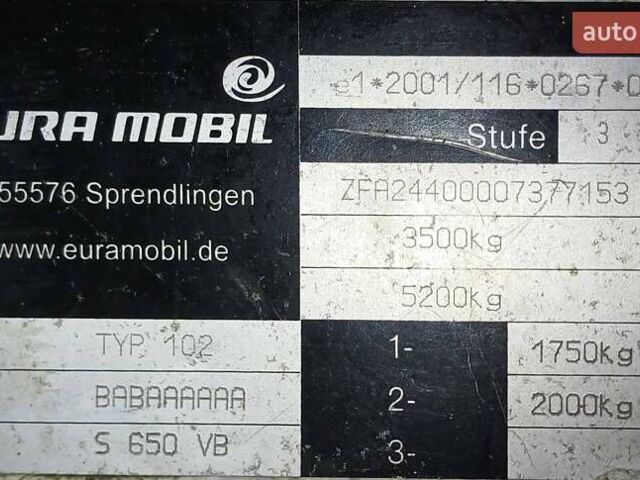 auto
e1*2001/116*0267*0
URA MOBIL
Stufe 3
55576 Sprendlingen
ZFA24400007377153
www.euramobil.de
3500kg
5200kg
TYP 102
1- 1750kg
BABAAAAAA
2- 2000kg
S 650 VB
3-